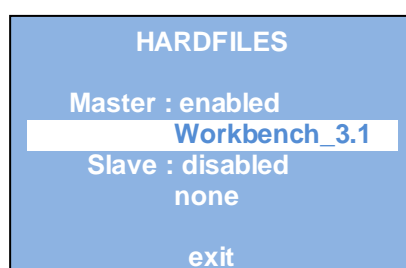 HARDFILES
Master : enabled
Workbench_3.1
Slave : disabled
none
exit